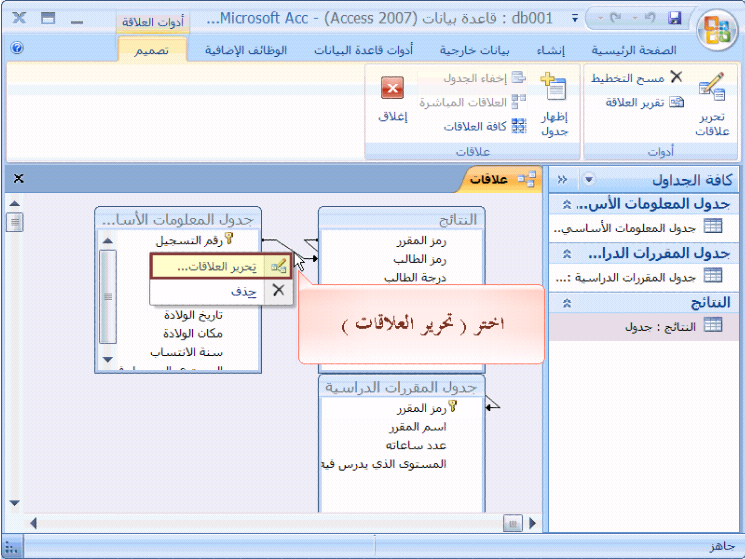 db001 : قاعدة بيانات (Access 2007) - Microsoft Acc...
أدوات العلاقة
الصفحة الرئيسية
إنشاء
بيانات خارجية
أدوات قاعدة البيانات
الوظائف الإضافية
تصميم
تحرير علاقات
مسح التخطيط
تقرير العلاقة
أدوات
إظهار جدول
إخفاء الجدول
العلاقات المباشرة
كافة العلاقات
إغلاق
علاقات
كافة الجداول
جدول المعلومات الأس...
جدول المعلومات الأساسي...
جدول المقررات الدرا...
جدول المقررات الدراسية :...
النتائج
النتائج : جدول
علاقات
النتائج
رمز المقرر
رمز الطالب
درجة الطالب
جدول المعلومات الأسا...
رقم التسجيل
تحرير العلاقات...
حذف
تاريخ الولادة
مكان الولادة
سنة الانتساب
اختر ( تحرير العلاقات )
جدول المقررات الدراسية
رمز المقرر
اسم المقرر
عدد ساعاته
المستوى الذي يدرس فيه
جاهز